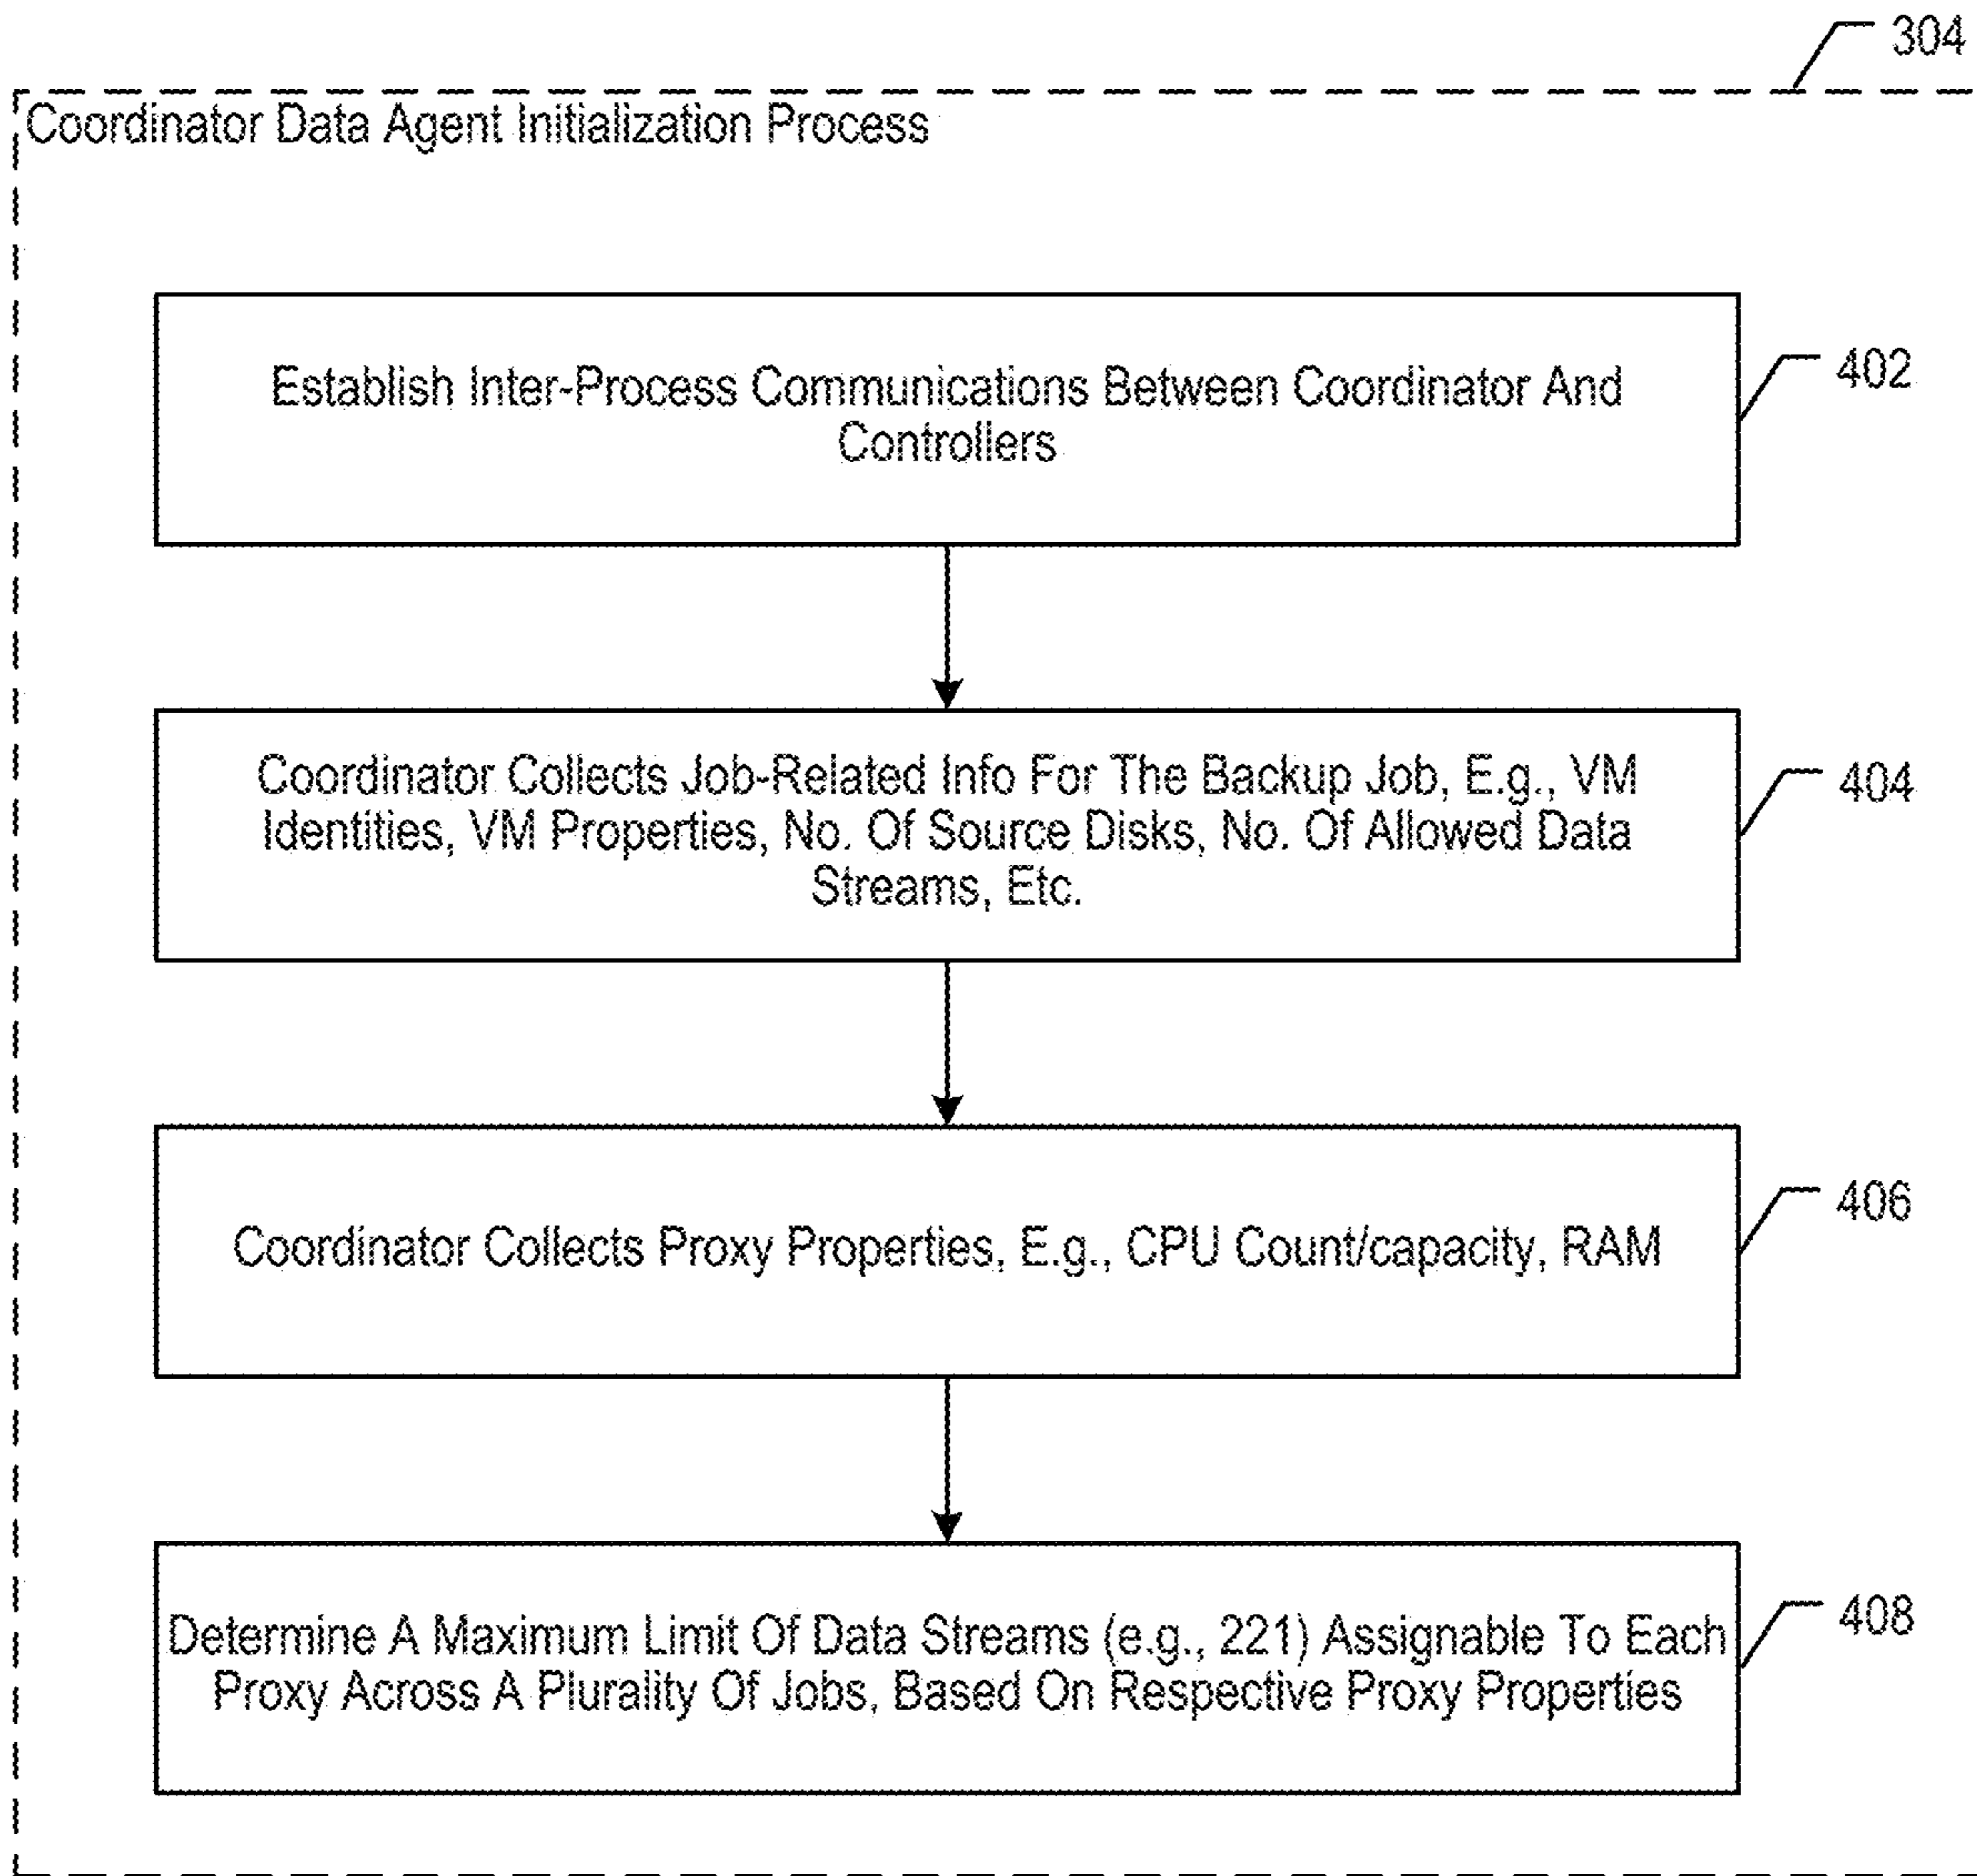 304
Coordinator Data Agent Initialization Process
Establish Inter-Process Communications Between Coordinator And
Controllers
402
Coordinator Collects Job-Related Info For The Backup Job, E.g., VM
Identities, VM Properties, No. Of Source Disks, No. Of Allowed Data
Streams, Etc.
404
Coordinator Collects Proxy Properties, E.g., CPU Count/capacity, RAM
406
Determine A Maximum Limit Of Data Streams (e.g., 221) Assignable To Each
Proxy Across A Plurality Of Jobs, Based On Respective Proxy Properties
408